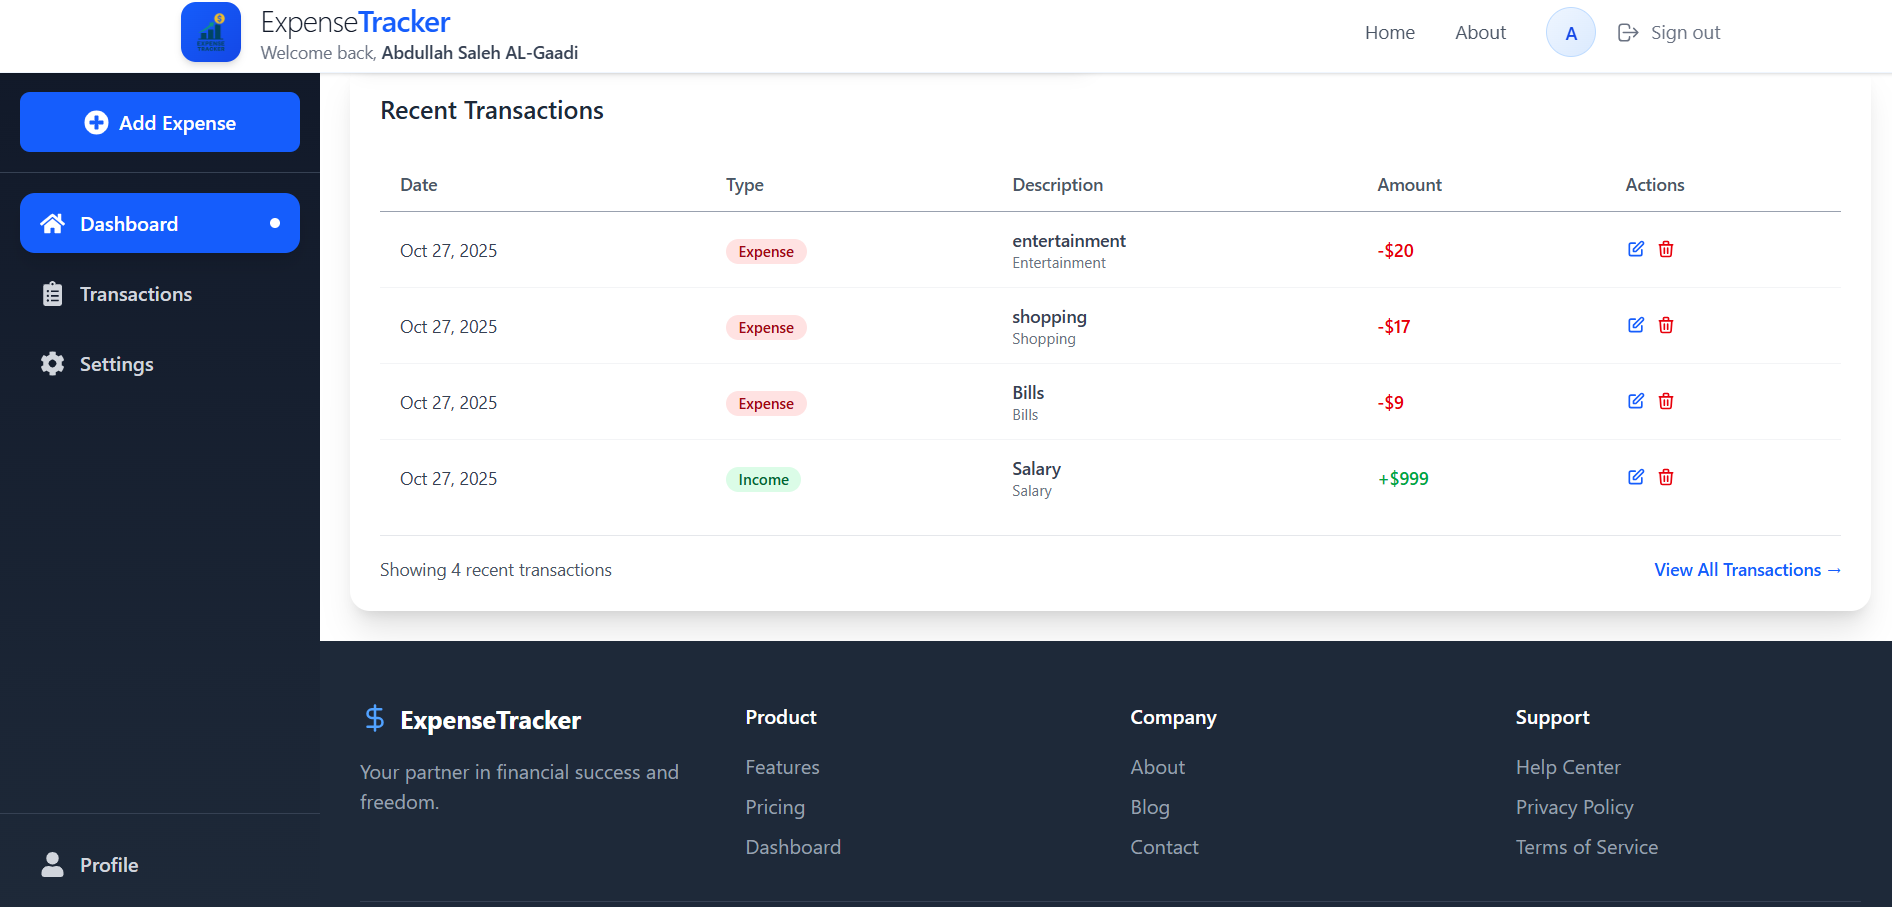 EXPENSE
TRACKER
ExpenseTracker
Welcome back, Abdullah Saleh AL-Gaadi
Home
About
A
Sign out
Add Expense
Dashboard
Transactions
Settings
Profile
Recent Transactions
Date Type Description Amount Actions
Oct 27, 2025 Expense entertainment -$20
Entertainment
Oct 27, 2025 Expense shopping -$17
Shopping
Oct 27, 2025 Expense Bills -$9
Bills
Oct 27, 2025 Income Salary +$999
Salary
Showing 4 recent transactions
View All Transactions →
$ ExpenseTracker
Your partner in financial success and
freedom.
Product
Features
Pricing
Dashboard
Company
About
Blog
Contact
Support
Help Center
Privacy Policy
Terms of Service